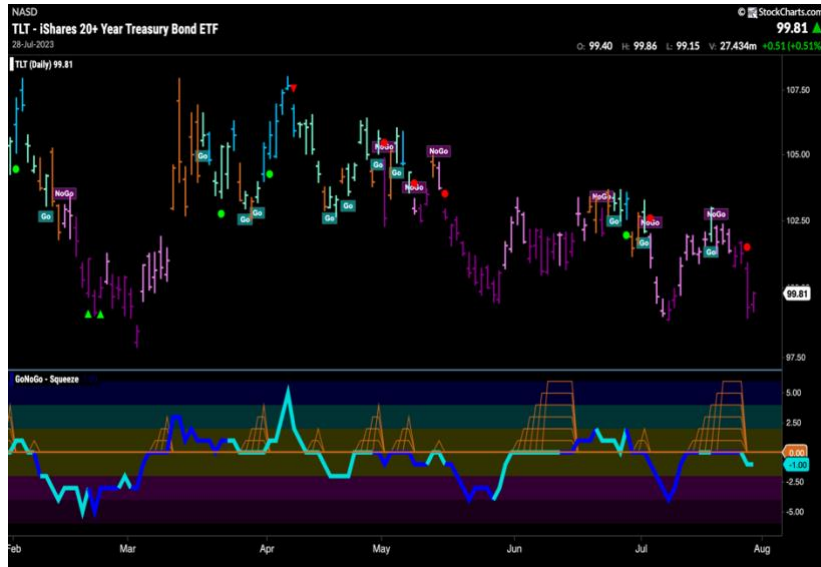 NASD
© StockCharts.com
TLT - iShares 20+ Year Treasury Bond ETF
99.81
28-Jul-2023
O: 99.40 H: 99.86 L: 99.15 V: 27.434m +0.51 (+0.51%
TLT (Daily) 99.81
107.50
105.00
NoGo
NoGo
Go
Go
NoGo
Go
NoGo
NoGo
NoGo
Go
Go
Go
Go
Go
Go
102.50
NoGo
Go
Go
Go
99.81
97.50
GoNoGo - Squeeze
5.00
2.50
0.00
-1.00
-2.50
-5.00
Feb
Mar
Apr
May
Jun
Jul
Aug